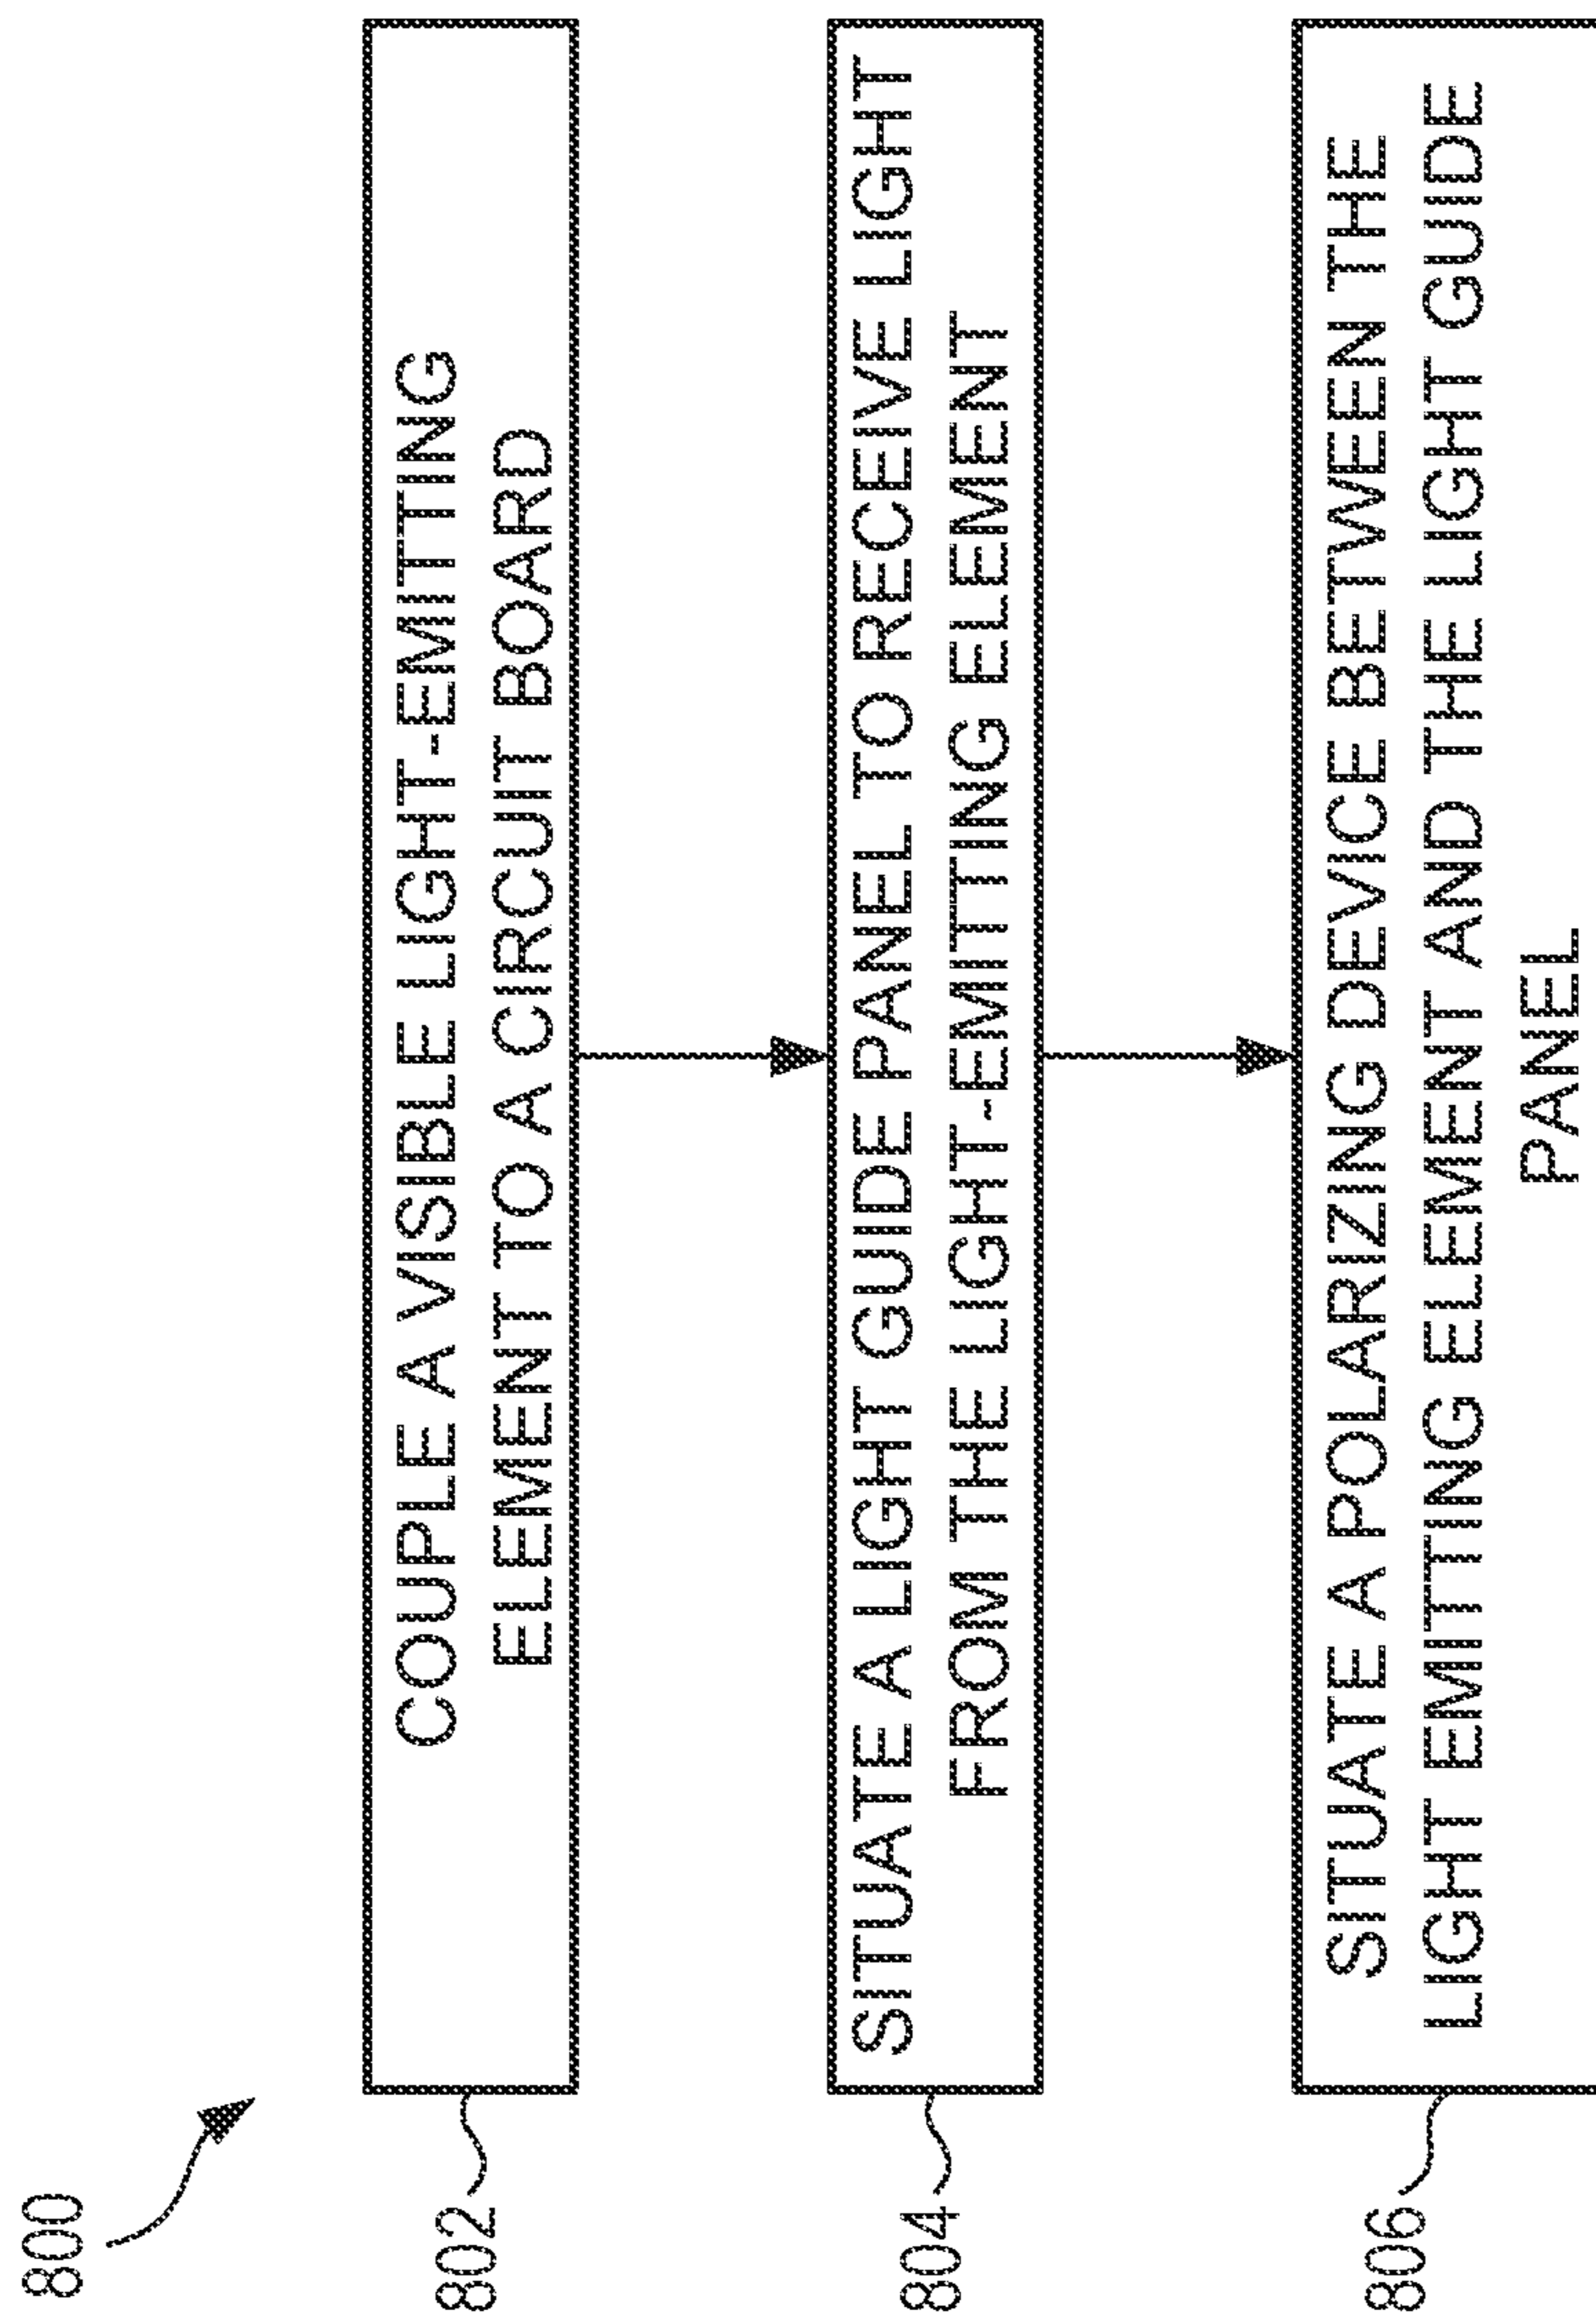 800
802
COUPLE A VISIBLE LIGHT-EMITTING
ELEMENT TO A CIRCUIT BOARD
804
SITUATE A LIGHT GUIDE PANEL TO RECEIVE LIGHT
FROM THE LIGHT-EMITTING ELEMENT
806
SITUATE A POLARIZING DEVICE BETWEEN THE
LIGHT EMITTING ELEMENT AND THE LIGHT GUIDE
PANEL